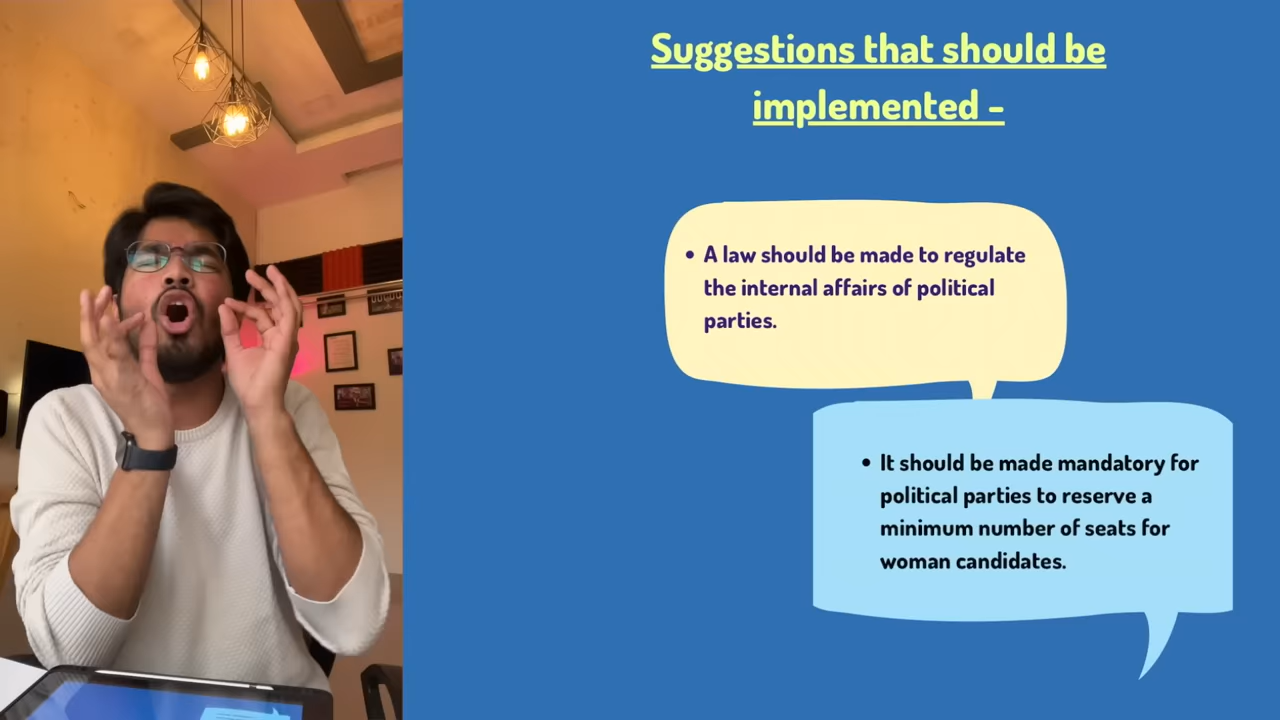 Suggestions that should be
implemented -
• A law should be made to regulate
the internal affairs of political
parties.
• It should be made mandatory for
political parties to reserve a
minimum number of seats for
woman candidates.